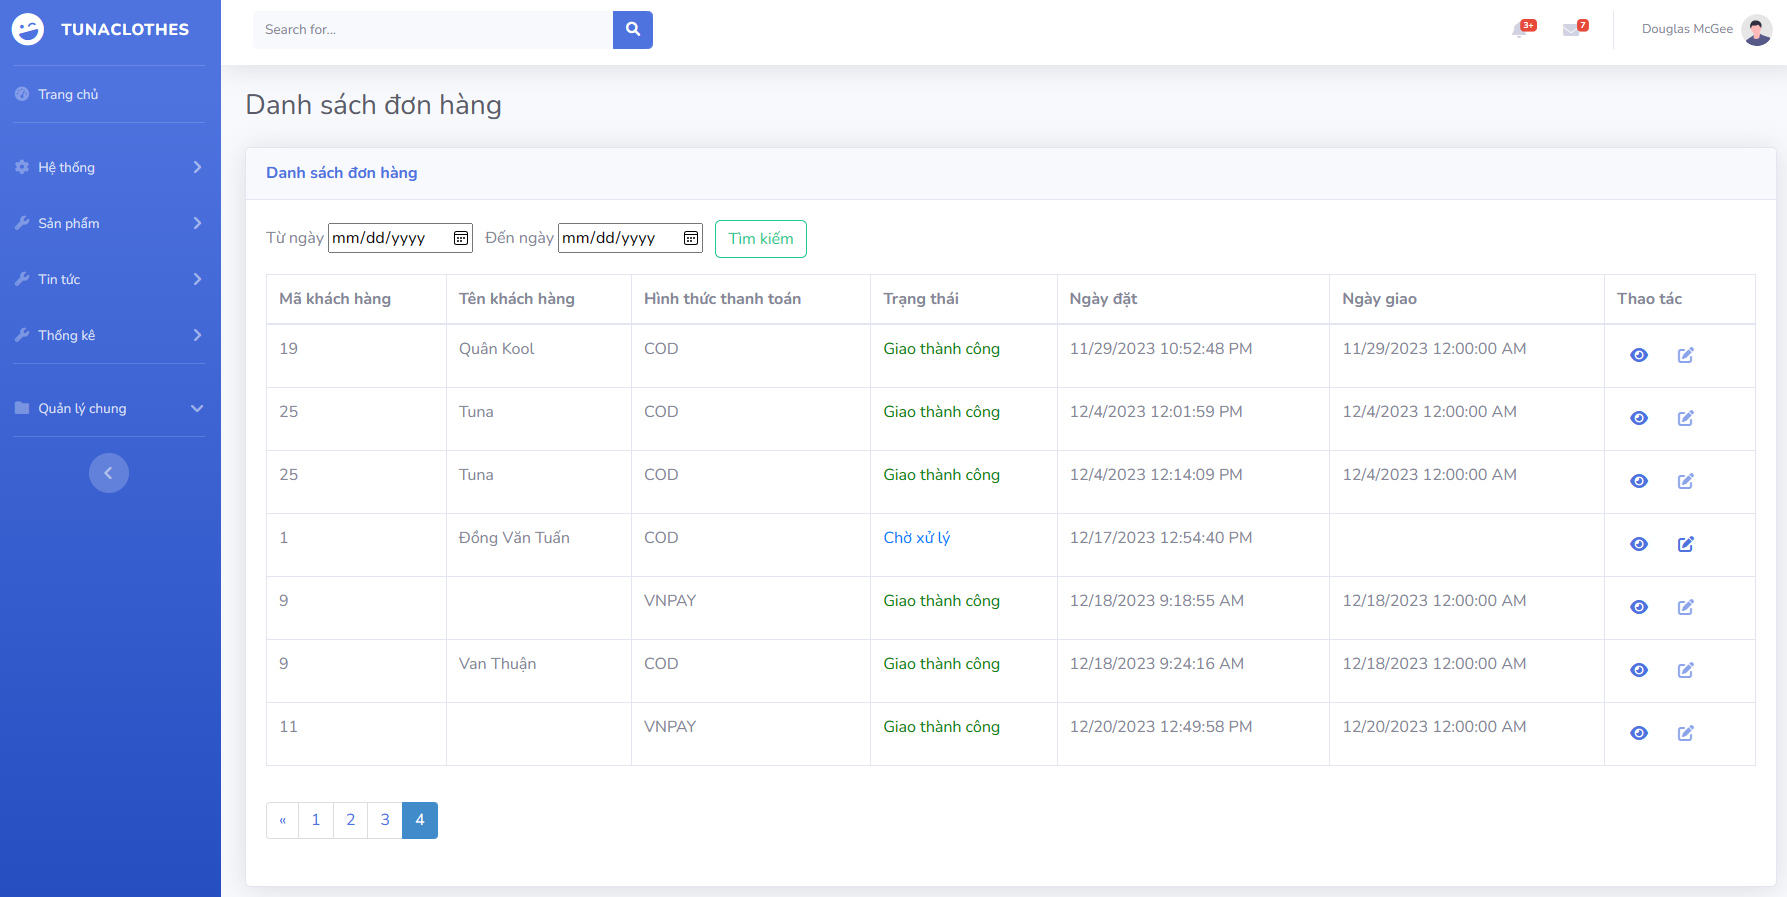 TUNACLOTHES
Search for...
3+
7
Douglas McGee
Trang chủ
Hệ thống
Sản phẩm
Tin tức
Thống kê
Quản lý chung
Danh sách đơn hàng
Danh sách đơn hàng
Từ ngày mm/dd/yyyy Đến ngày mm/dd/yyyy Tìm kiếm
Mã khách hàng Tên khách hàng Hình thức thanh toán Trạng thái Ngày đặt Ngày giao Thao tác
19 Quân Kool COD Giao thành công 11/29/2023 10:52:48 PM 11/29/2023 12:00:00 AM
25 Tuna COD Giao thành công 12/4/2023 12:01:59 PM 12/4/2023 12:00:00 AM
25 Tuna COD Giao thành công 12/4/2023 12:14:09 PM 12/4/2023 12:00:00 AM
1 Đồng Văn Tuấn COD Chờ xử lý 12/17/2023 12:54:40 PM
9 VNPAY Giao thành công 12/18/2023 9:18:55 AM 12/18/2023 12:00:00 AM
9 Van Thuận COD Giao thành công 12/18/2023 9:24:16 AM 12/18/2023 12:00:00 AM
11 VNPAY Giao thành công 12/20/2023 12:49:58 PM 12/20/2023 12:00:00 AM
« 1 2 3 4